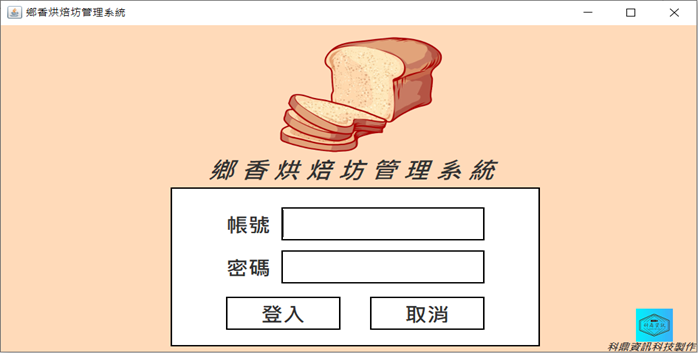 鄉香烘焙坊管理系統
鄉香烘焙坊管理系統
帳號
密碼
登入
取消
科鼎資訊科技製作